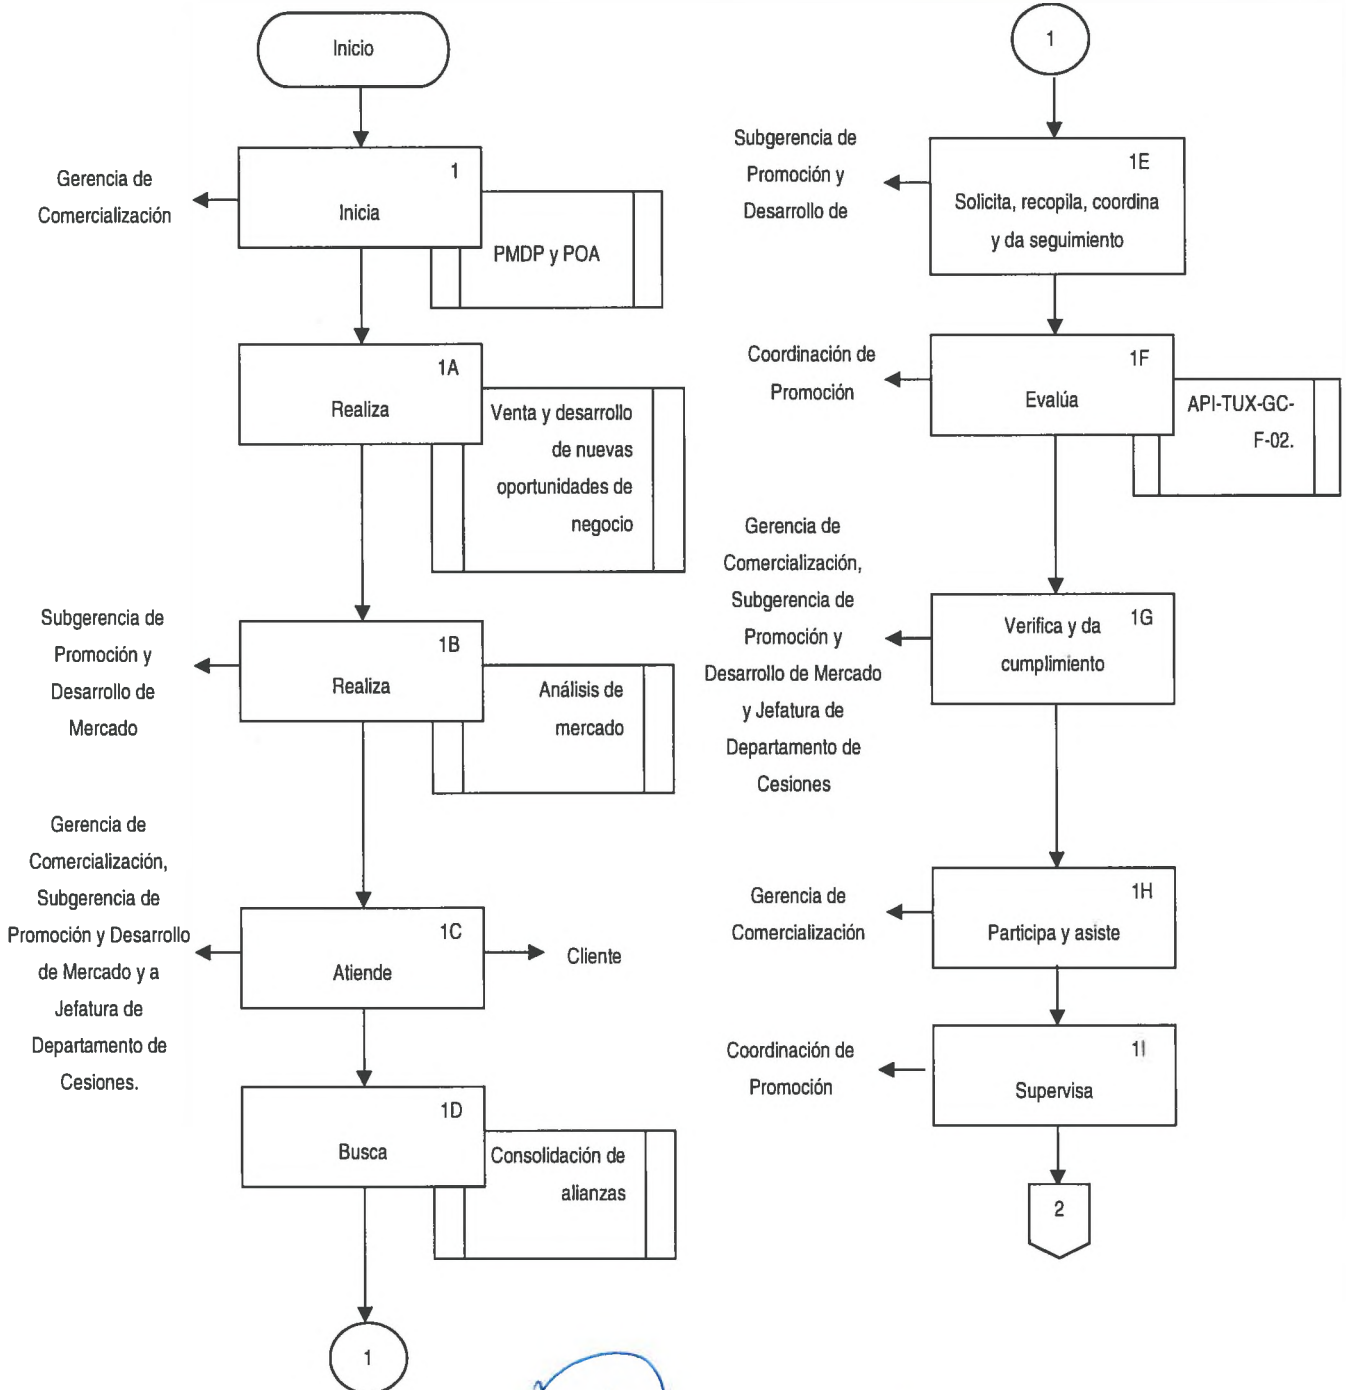 Inicio
Gerencia de
Comercialización
1
Inicia
PMDP y POA
1A
Realiza
Venta y desarrollo
de nuevas
oportunidades de
negocio
Subgerencia de
Promoción y
Desarrollo de
Mercado
1B
Realiza
Análisis de
mercado
Gerencia de
Comercialización,
Subgerencia de
Promoción y Desarrollo
de Mercado y a
Jefatura de
Departamento de
Cesiones.
1C
Atiende
Cliente
1D
Busca
Consolidación de
alianzas
1
1
Subgerencia de
Promoción y
Desarrollo de
1E
Solicita, recopila, coordina
y da seguimiento
Coordinación de
Promoción
1F
Evalúa
API-TUX-GC-
F-02.
Gerencia de
Comercialización,
Subgerencia de
Promoción y
Desarrollo de Mercado
y Jefatura de
Departamento de
Cesiones
1G
Verifica y da
cumplimiento
Gerencia de
Comercialización
1H
Participa y asiste
Coordinación de
Promoción
1I
Supervisa
2